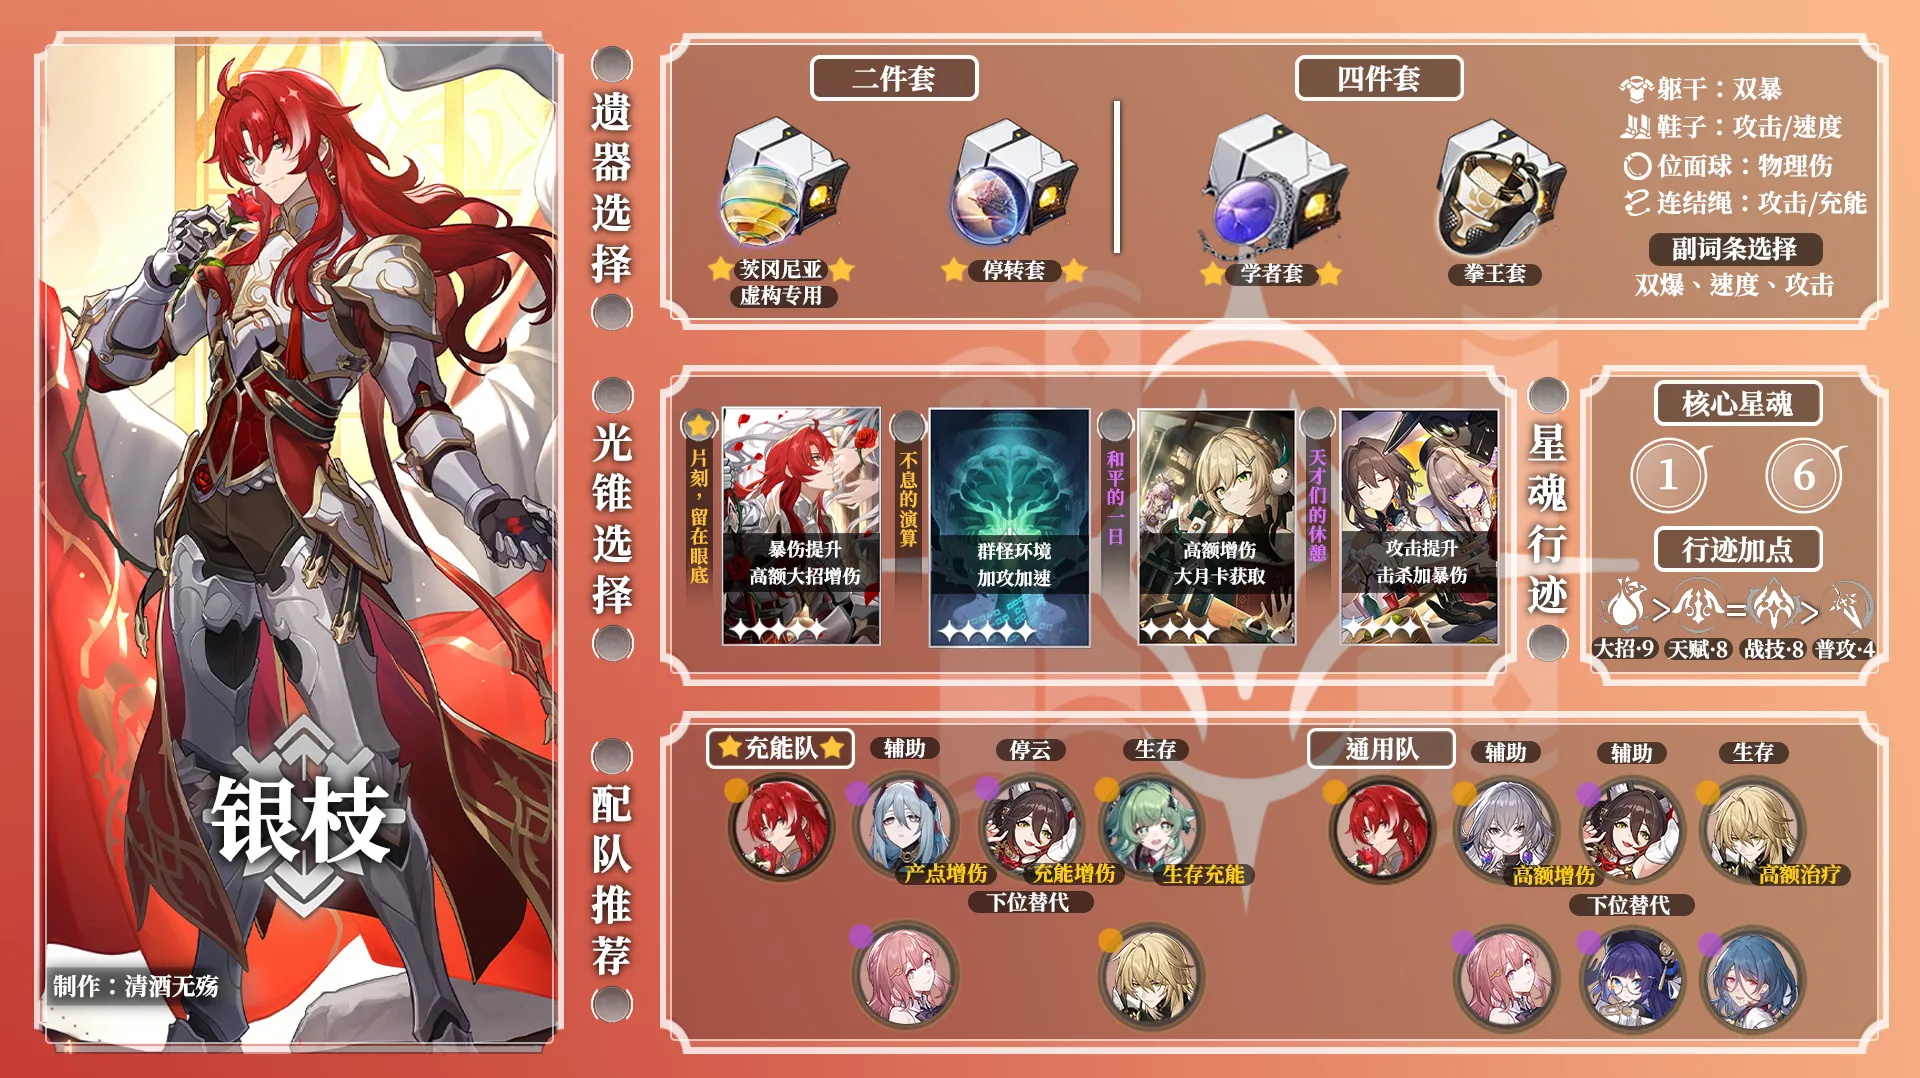 遗器选择
二件套
茨冈尼亚
虚构专用
停转套
四件套
学者套
拳王套
躯干：双暴
鞋子：攻击/速度
位面球：物理伤
连结绳：攻击/充能
副词条选择
双爆、速度、攻击
光锥选择
片刻，留在眼底
暴伤提升
高额大招增伤
不息的演算
群怪环境
加攻加速
和平的一日
高额增伤
大月卡获取
天才们的休憩
攻击提升
击杀加暴伤
星魂行迹
核心星魂
1
6
行迹加点
> = >
大招·9 天赋·8 战技·8 普攻·4
配队推荐
充能队
辅助
停云
生存
产点增伤
充能增伤
生存充能
下位替代
通用队
辅助
辅助
生存
高额增伤
高额治疗
下位替代
银枝
制作：清酒无殇